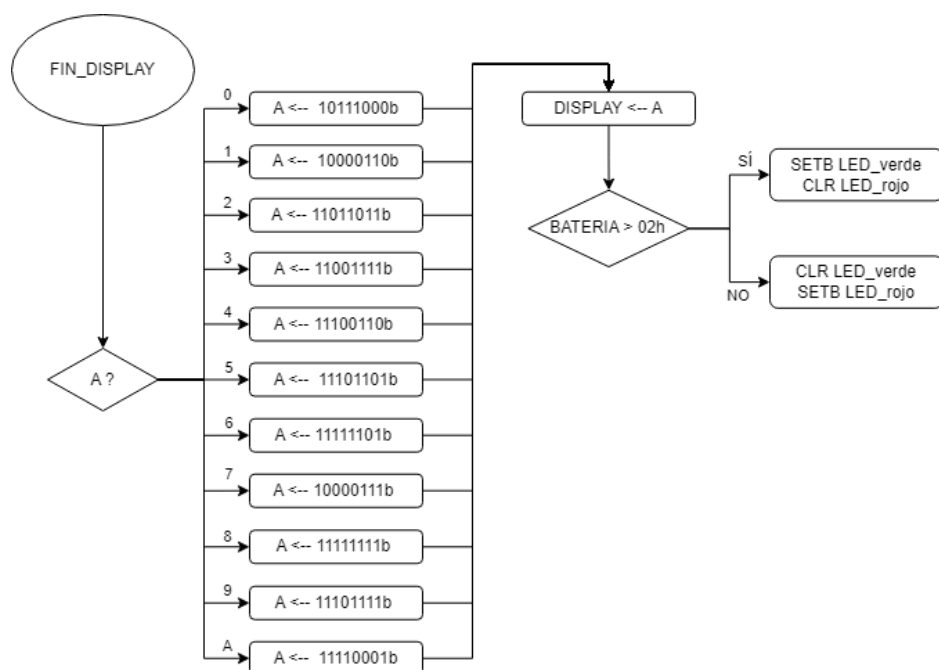 FIN_DISPLAY
A ?
0
A <-- 10111000b
1
A <-- 10000110b
2
A <-- 11011011b
3
A <-- 11001111b
4
A <-- 11100110b
5
A <-- 11101101b
6
A <-- 11111101b
7
A <-- 10000111b
8
A <-- 11111111b
9
A <-- 11101111b
A
A <-- 11110001b
DISPLAY <-- A
BATERIA > 02h
SÍ
SETB LED_verde
CLR LED_rojo
NO
CLR LED_verde
SETB LED_rojo